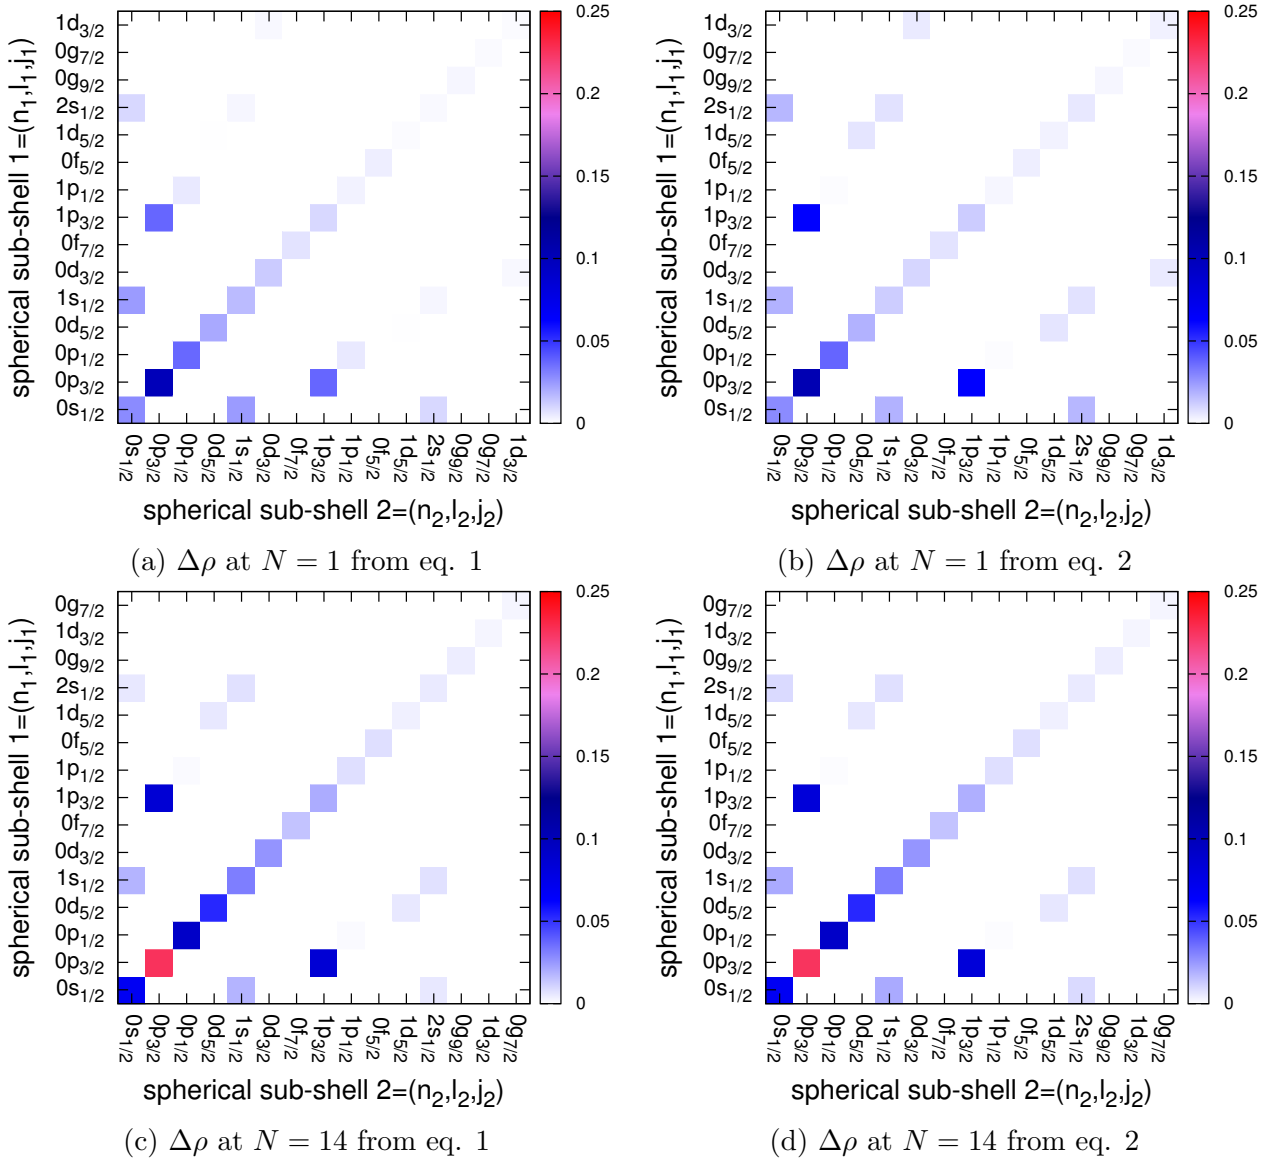 1d3/2
0g7/2
0g9/2
2s1/2
1d5/2
0f5/2
1p1/2
1p3/2
0f7/2
0d3/2
1s1/2
0d5/2
0p1/2
0p3/2
0s1/2
spherical sub-shell 1=(n1,l1,j1)
0s1/2 0p3/2 0p1/2 0d5/2 1s1/2 0d3/2 0f7/2 1p3/2 1p1/2 0f5/2 1d5/2 2s1/2 0g9/2 0g7/2 1d3/2
spherical sub-shell 2=(n2,l2,j2)
0.25
0.2
0.15
0.1
0.05
0
(a) Δρ at N = 1 from eq. 1
1d3/2
0g7/2
0g9/2
2s1/2
1d5/2
0f5/2
1p1/2
1p3/2
0f7/2
0d3/2
1s1/2
0d5/2
0p1/2
0p3/2
0s1/2
spherical sub-shell 1=(n1,l1,j1)
0s1/2 0p3/2 0p1/2 0d5/2 1s1/2 0d3/2 0f7/2 1p3/2 1p1/2 0f5/2 1d5/2 2s1/2 0g9/2 0g7/2 1d3/2
spherical sub-shell 2=(n2,l2,j2)
0.25
0.2
0.15
0.1
0.05
0
(b) Δρ at N = 1 from eq. 2
0g7/2
1d3/2
0g9/2
2s1/2
1d5/2
0f5/2
1p1/2
1p3/2
0f7/2
0d3/2
1s1/2
0d5/2
0p1/2
0p3/2
0s1/2
spherical sub-shell 1=(n1,l1,j1)
0s1/2 0p3/2 0p1/2 0d5/2 1s1/2 0d3/2 0f7/2 1p3/2 1p1/2 0f5/2 1d5/2 2s1/2 0g9/2 1d3/2 0g7/2
spherical sub-shell 2=(n2,l2,j2)
0.25
0.2
0.15
0.1
0.05
0
(c) Δρ at N = 14 from eq. 1
0g7/2
1d3/2
0g9/2
2s1/2
1d5/2
0f5/2
1p1/2
1p3/2
0f7/2
0d3/2
1s1/2
0d5/2
0p1/2
0p3/2
0s1/2
spherical sub-shell 1=(n1,l1,j1)
0s1/2 0p3/2 0p1/2 0d5/2 1s1/2 0d3/2 0f7/2 1p3/2 1p1/2 0f5/2 1d5/2 2s1/2 0g9/2 1d3/2 0g7/2
spherical sub-shell 2=(n2,l2,j2)
0.25
0.2
0.15
0.1
0.05
0
(d) Δρ at N = 14 from eq. 2